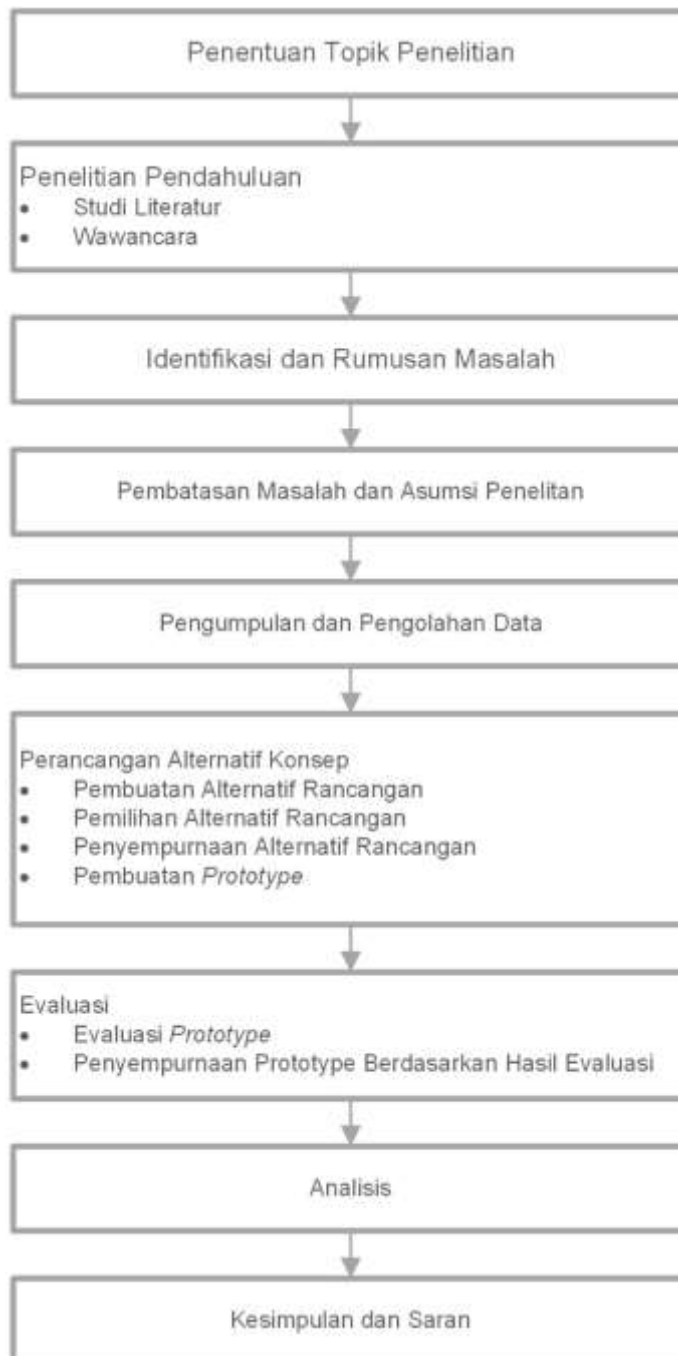 Penentuan Topik Penelitian
Penelitian Pendahuluan
• Studi Literatur
• Wawancara
Identifikasi dan Rumusan Masalah
Pembatasan Masalah dan Asumsi Penelitan
Pengumpulan dan Pengolahan Data
Perancangan Alternatif Konsep
• Pembuatan Alternatif Rancangan
• Pemilihan Alternatif Rancangan
• Penyempurnaan Alternatif Rancangan
• Pembuatan Prototype
Evaluasi
• Evaluasi Prototype
• Penyempurnaan Prototype Berdasarkan Hasil Evaluasi
Analisis
Kesimpulan dan Saran